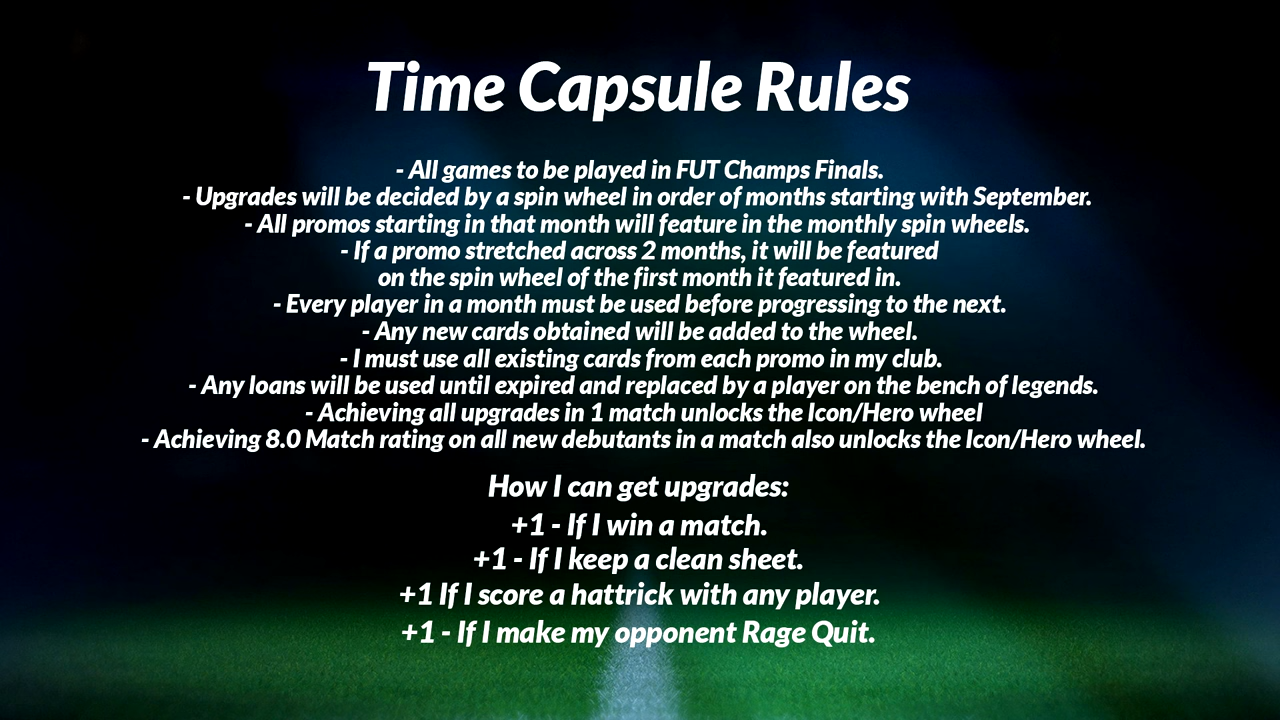 Time Capsule Rules
- All games to be played in FUT Champs Finals.
- Upgrades will be decided by a spin wheel in order of months starting with September.
- All promos starting in that month will feature in the monthly spin wheels.
- If a promo stretched across 2 months, it will be featured
on the spin wheel of the first month it featured in.
- Every player in a month must be used before progressing to the next.
- Any new cards obtained will be added to the wheel.
- I must use all existing cards from each promo in my club.
- Any loans will be used until expired and replaced by a player on the bench of legends.
- Achieving all upgrades in 1 match unlocks the Icon/Hero wheel
- Achieving 8.0 Match rating on all new debutants in a match also unlocks the Icon/Hero wheel.
How I can get upgrades:
+1 - If I win a match.
+1 - If I keep a clean sheet.
+1 If I score a hattrick with any player.
+1 - If I make my opponent Rage Quit.